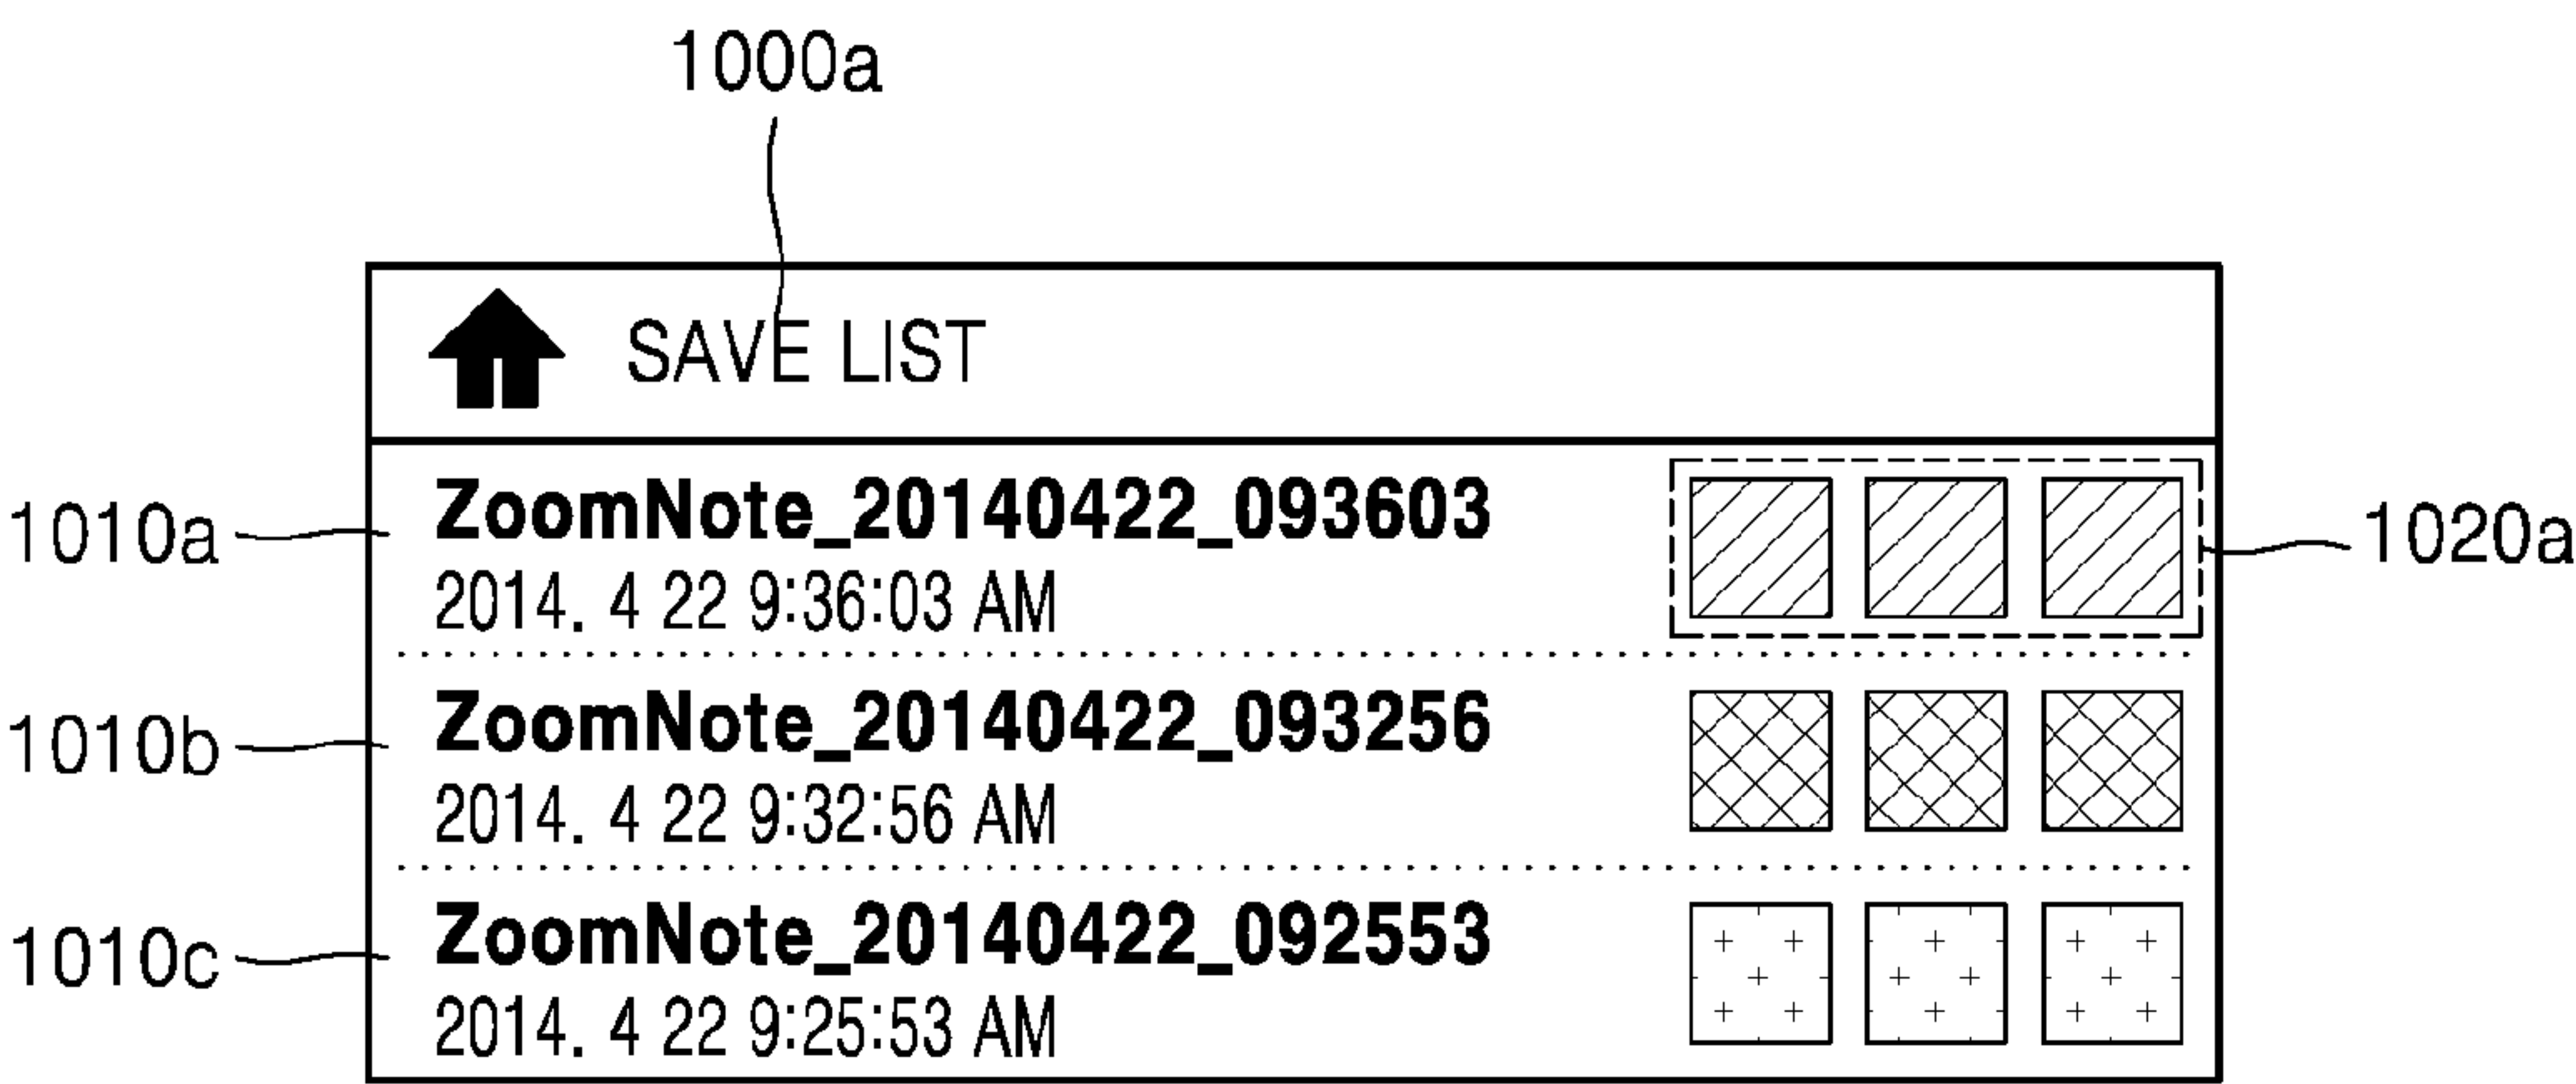 1000a
SAVE LIST
1010a
ZoomNote_20140422_093603
2014. 4 22 9:36:03 AM
1020a
1010b
ZoomNote_20140422_093256
2014. 4 22 9:32:56 AM
1010c
ZoomNote_20140422_092553
2014. 4 22 9:25:53 AM